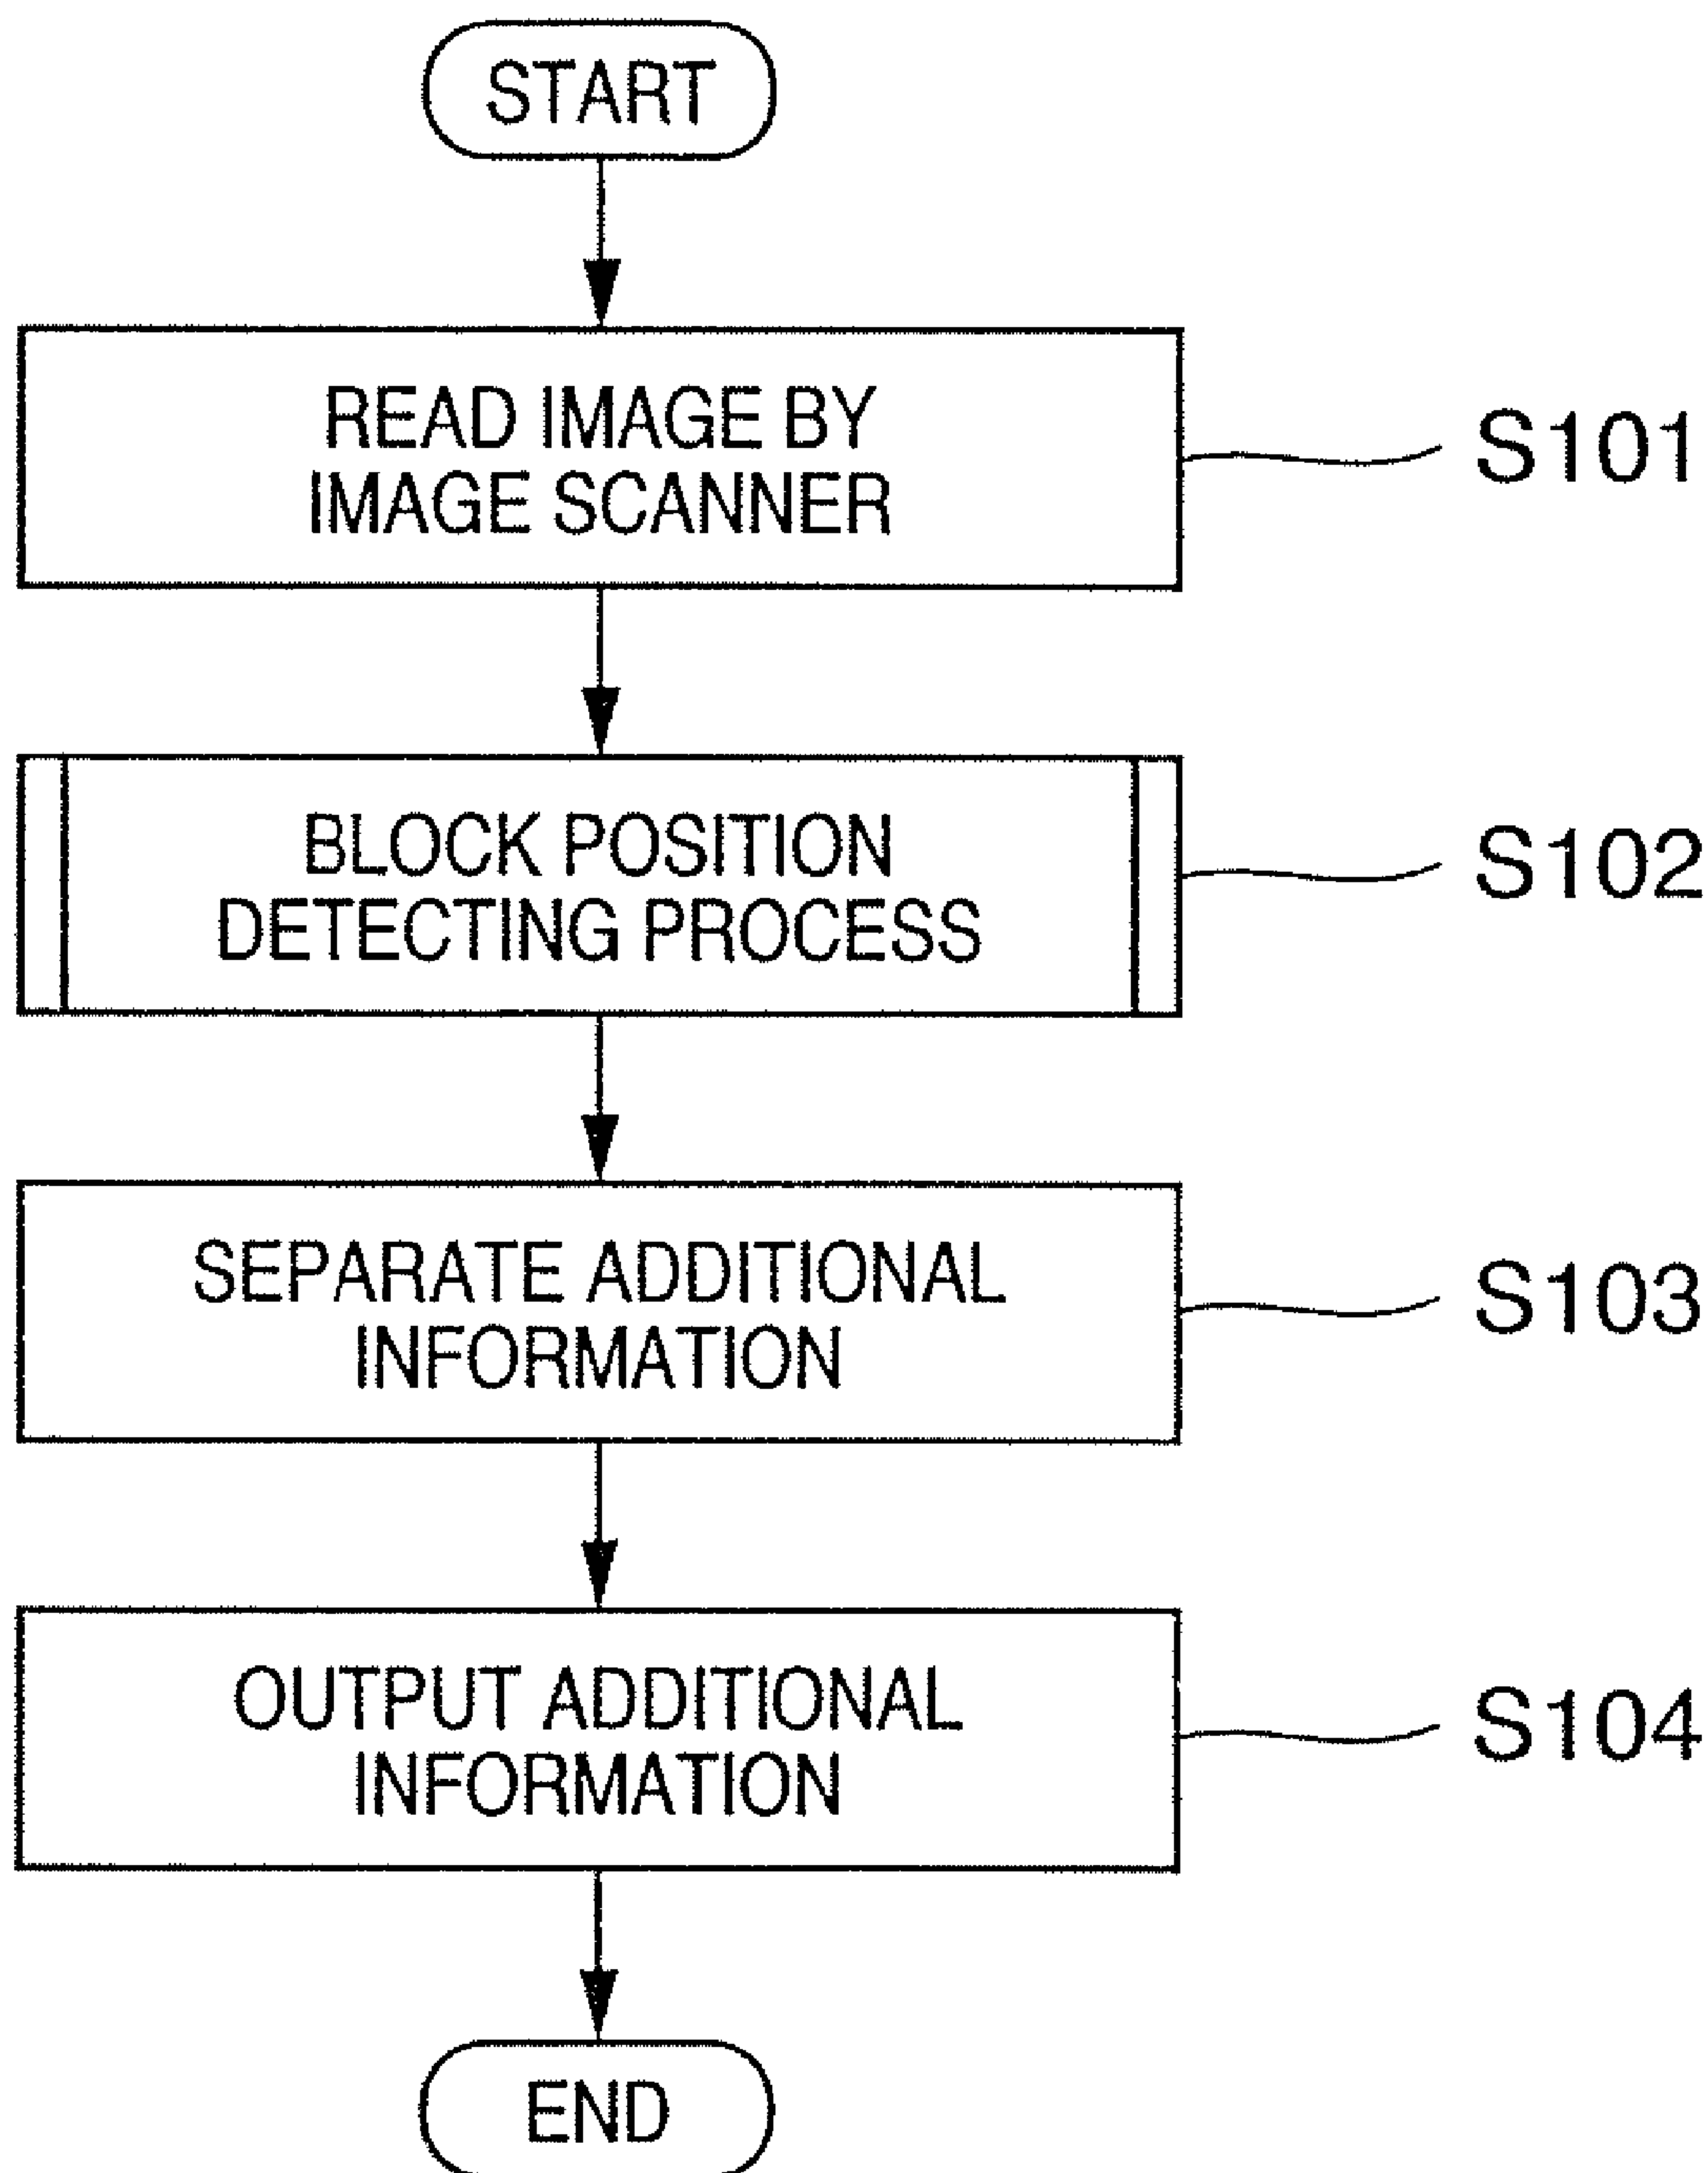 START
READ IMAGE BY
IMAGE SCANNER
S101
BLOCK POSITION
DETECTING PROCESS
S102
SEPARATE ADDITIONAL
INFORMATION
S103
OUTPUT ADDITIONAL
INFORMATION
S104
END